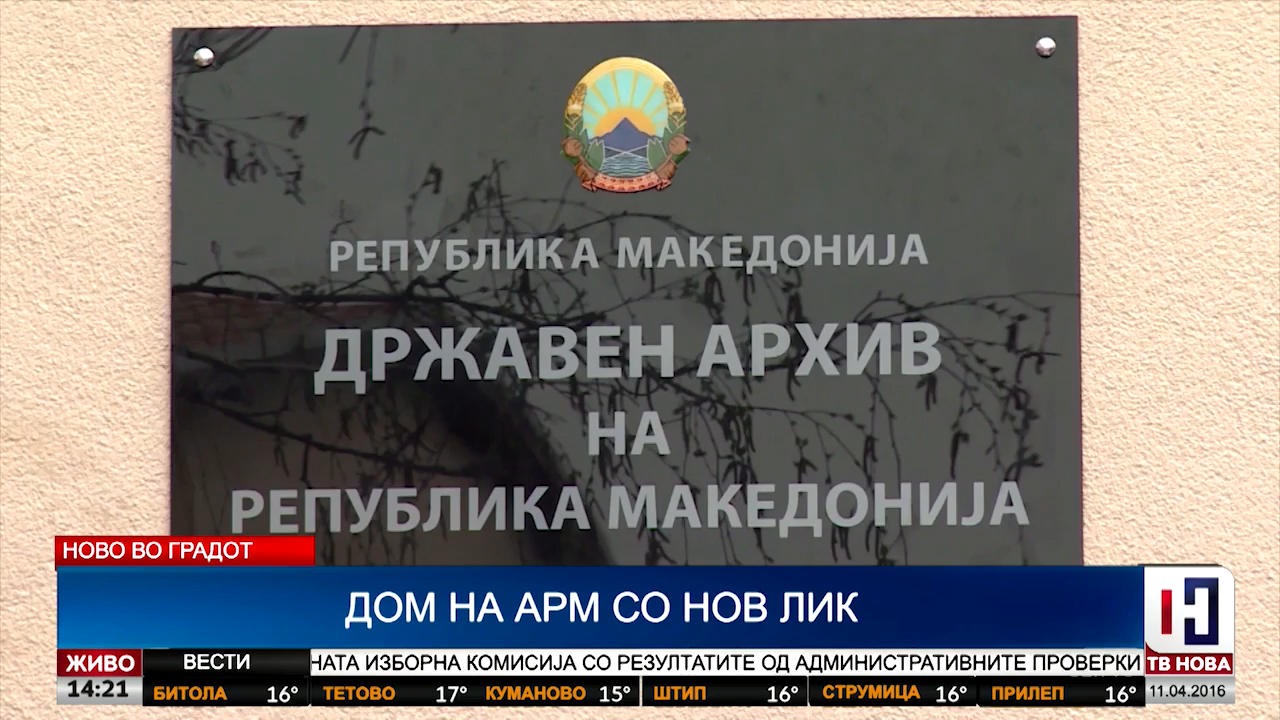 РЕПУБЛИКА МАКЕДОНИЈА
ДРЖАВЕН АРХИВ
НА
РЕПУБЛИКА МАКЕДОНИЈА
НОВО ВО ГРАДОТ
ДОМ НА АРМ СО НОВ ЛИК
ЖИВО
ВЕСТИ
НАТА ИЗБОРНА КОМИСИЈА СО РЕЗУЛТАТИТЕ ОД АДМИНИСТРАТИВНИТЕ ПРОВЕРКИ
ТВ НОВА
14:21
БИТОЛА 16°
ТЕТОВО 17°
КУМАНОВО 15°
ШТИП 16°
СТРУМИЦА 16°
ПРИЛЕП 16°
11.04.2016